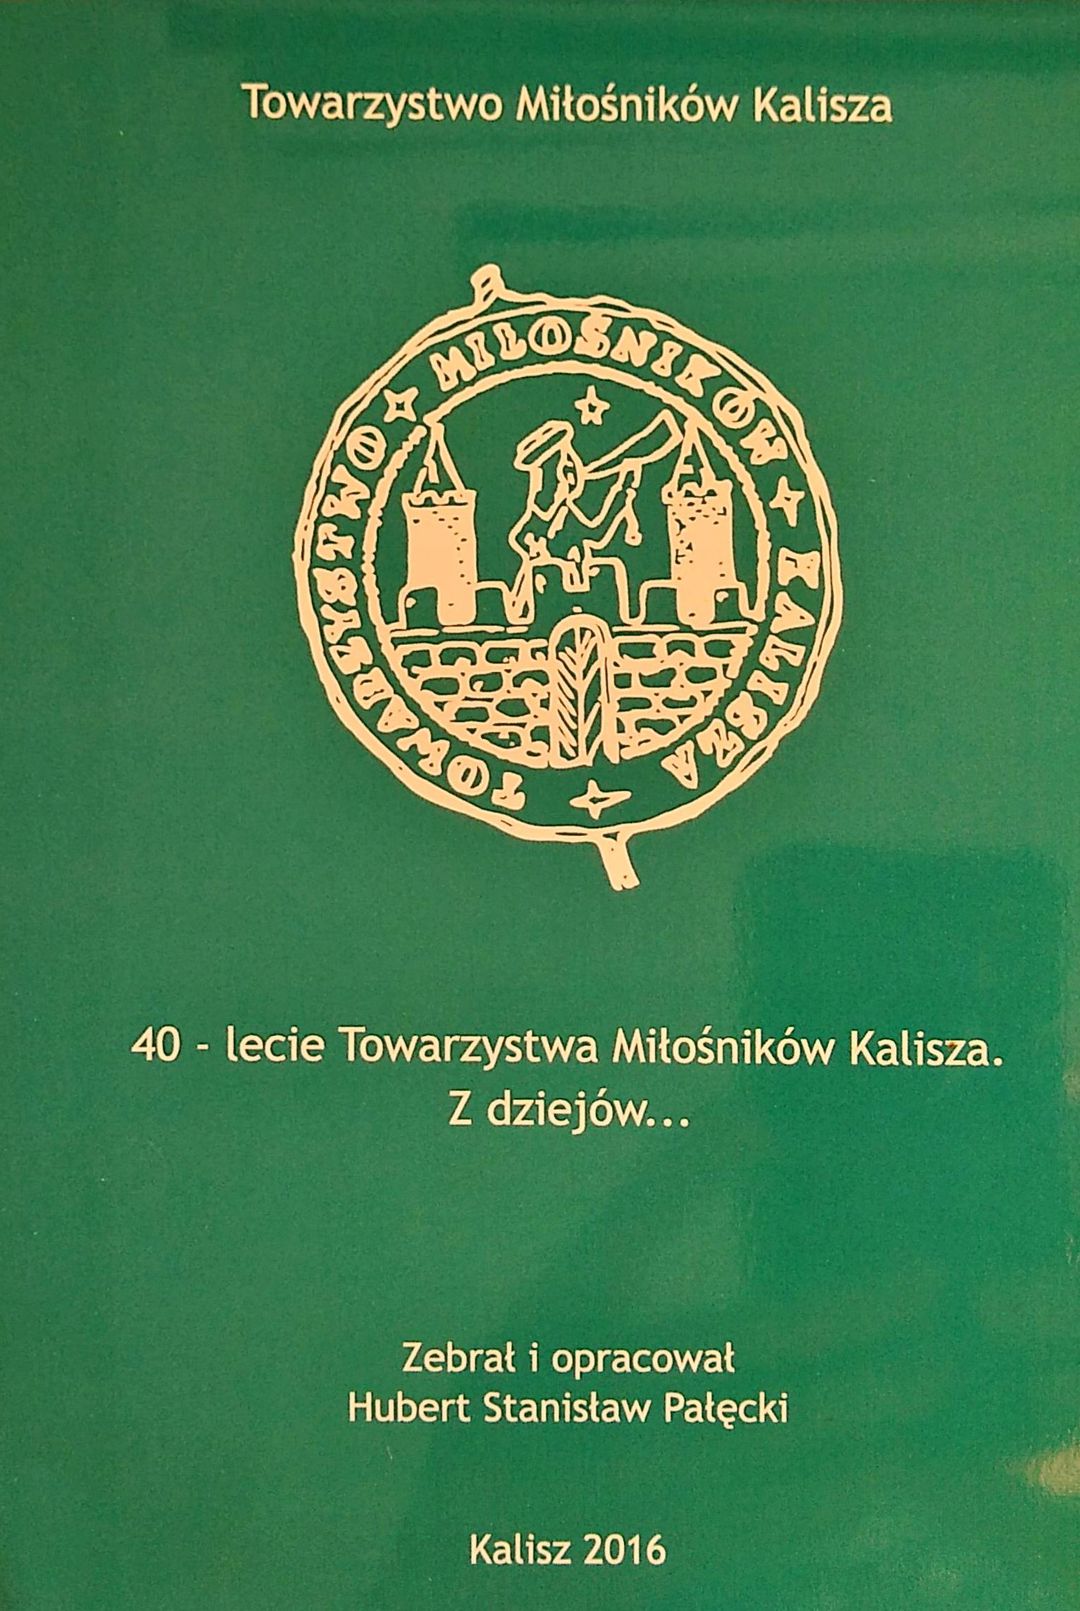 Towarzystwo Miłośników Kalisza
TOWARZYSTWO MIŁOŚNIKÓW KALISZA
40 - lecie Towarzystwa Miłośników Kalisza.
Z dziejów...
Zebrał i opracował
Hubert Stanisław Pałęcki
Kalisz 2016